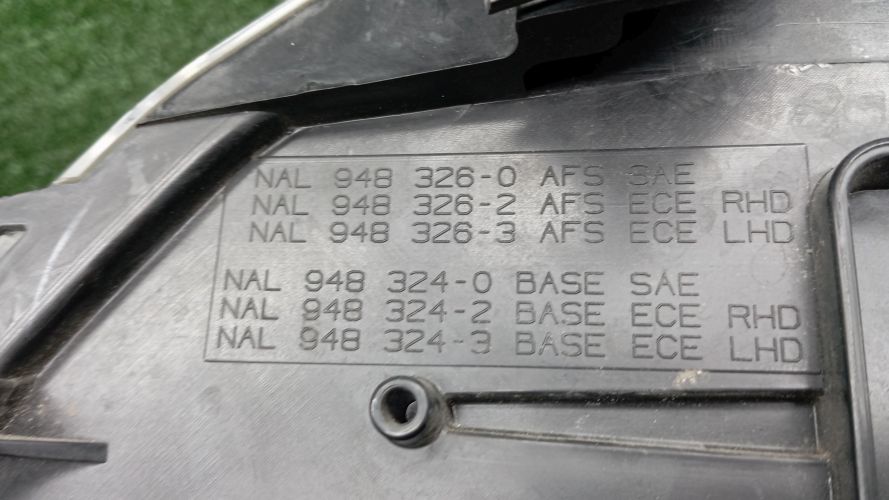 NAL 948 326-0 AFS SAE
NAL 948 326-2 AFS ECE RHD
NAL 948 326-3 AFS ECE LHD
NAL 948 324-0 BASE SAE
NAL 948 324-2 BASE ECE RHD
NAL 948 324-3 BASE ECE LHD